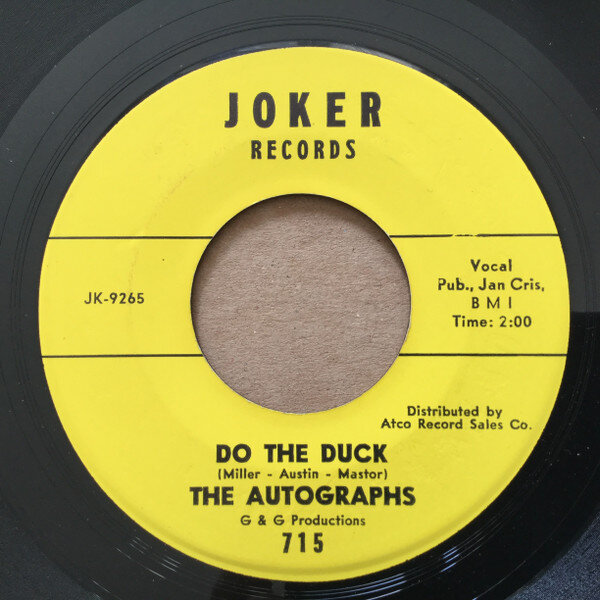 JOKER
RECORDS
JK-9265
Vocal
Pub., Jan Cris,
B M I
Time: 2:00
Distributed by
Atco Record Sales Co.
DO THE DUCK
(Miller - Austin - Mastor)
THE AUTOGRAPHS
G & G Productions
715